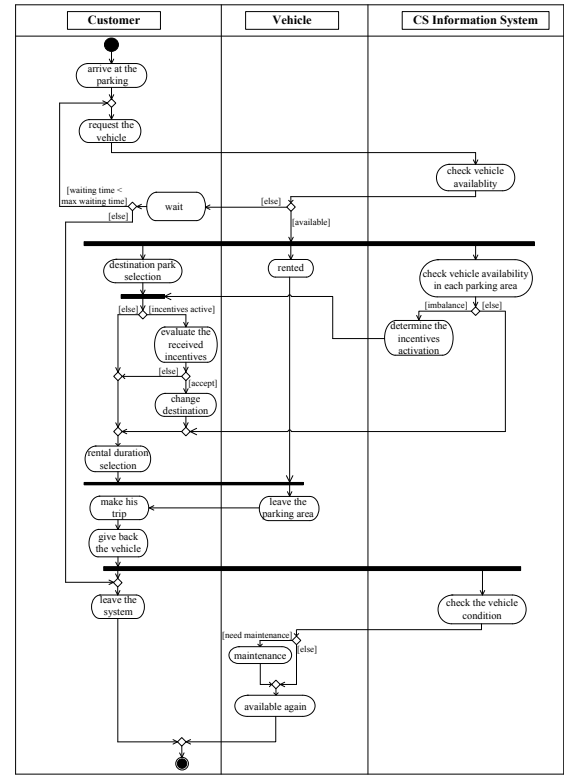 Customer
Vehicle
CS Information System
arrive at the
parking
request the
vehicle
check vehicle
availablity
[waiting time <
max waiting time]
[else]
wait
[else]
[available]
destination park
selection
rented
check vehicle availability
in each parking area
[else]
[incentives active]
[imbalance]
[else]
evaluate the
received
incentives
determine the
incentives
activation
[else]
[accept]
change
destination
rental duration
selection
make his
trip
leave the
parking area
give back
the vehicle
leave the
system
check the vehicle
condition
[need maintenance]
[else]
maintenance
available again